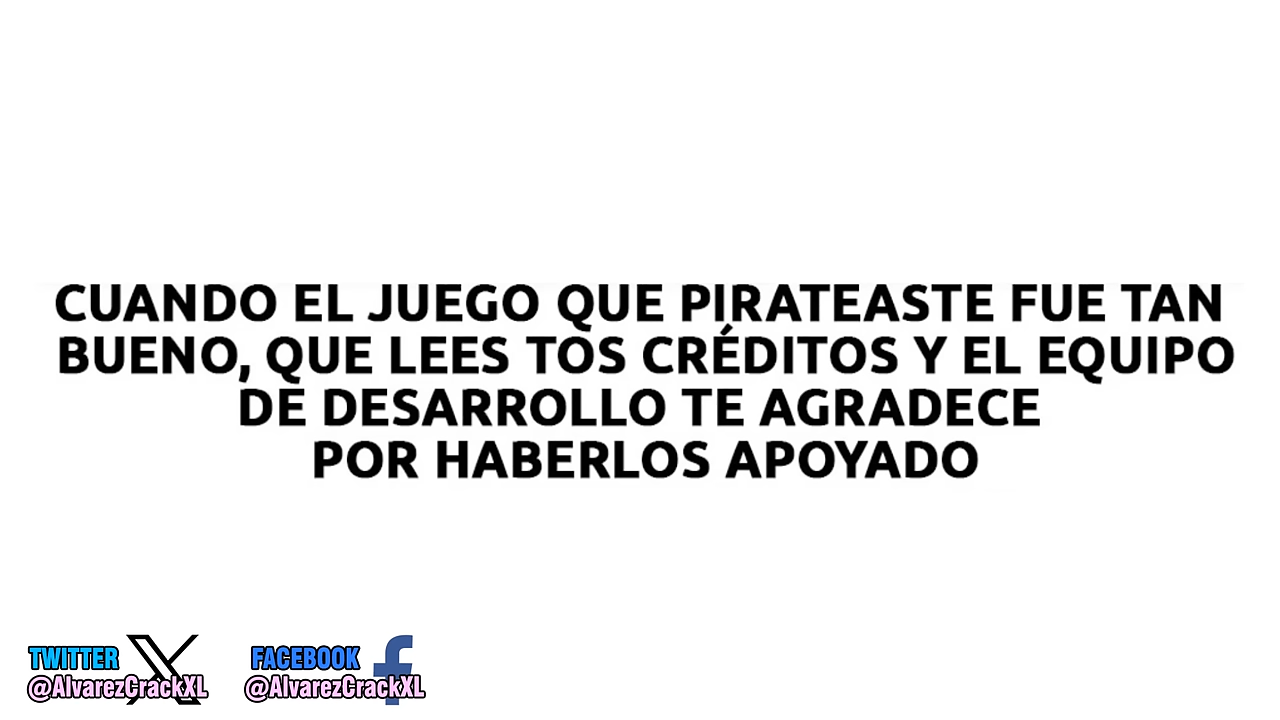 CUANDO EL JUEGO QUE PIRATEASTE FUE TAN
BUENO, QUE LEES TOS CRÉDITOS Y EL EQUIPO
DE DESARROLLO TE AGRADECE
POR HABERLOS APOYADO
TWITTER
@AlvarezCrackXL
FACEBOOK
@AlvarezCrackXL